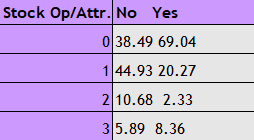 Stock Op/Attr. No Yes
0 38.49 69.04
1 44.93 20.27
2 10.68 2.33
3 5.89 8.36